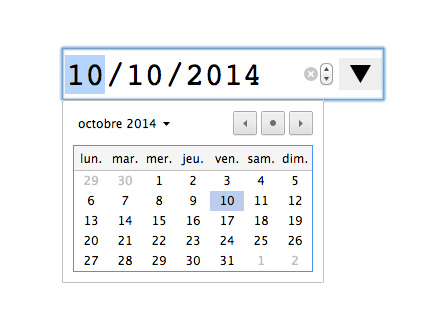 10/10/2014
octobre 2014
lun. mar. mer. jeu. ven. sam. dim.
29 30 1 2 3 4 5
6 7 8 9 10 11 12
13 14 15 16 17 18 19
20 21 22 23 24 25 26
27 28 29 30 31 1 2